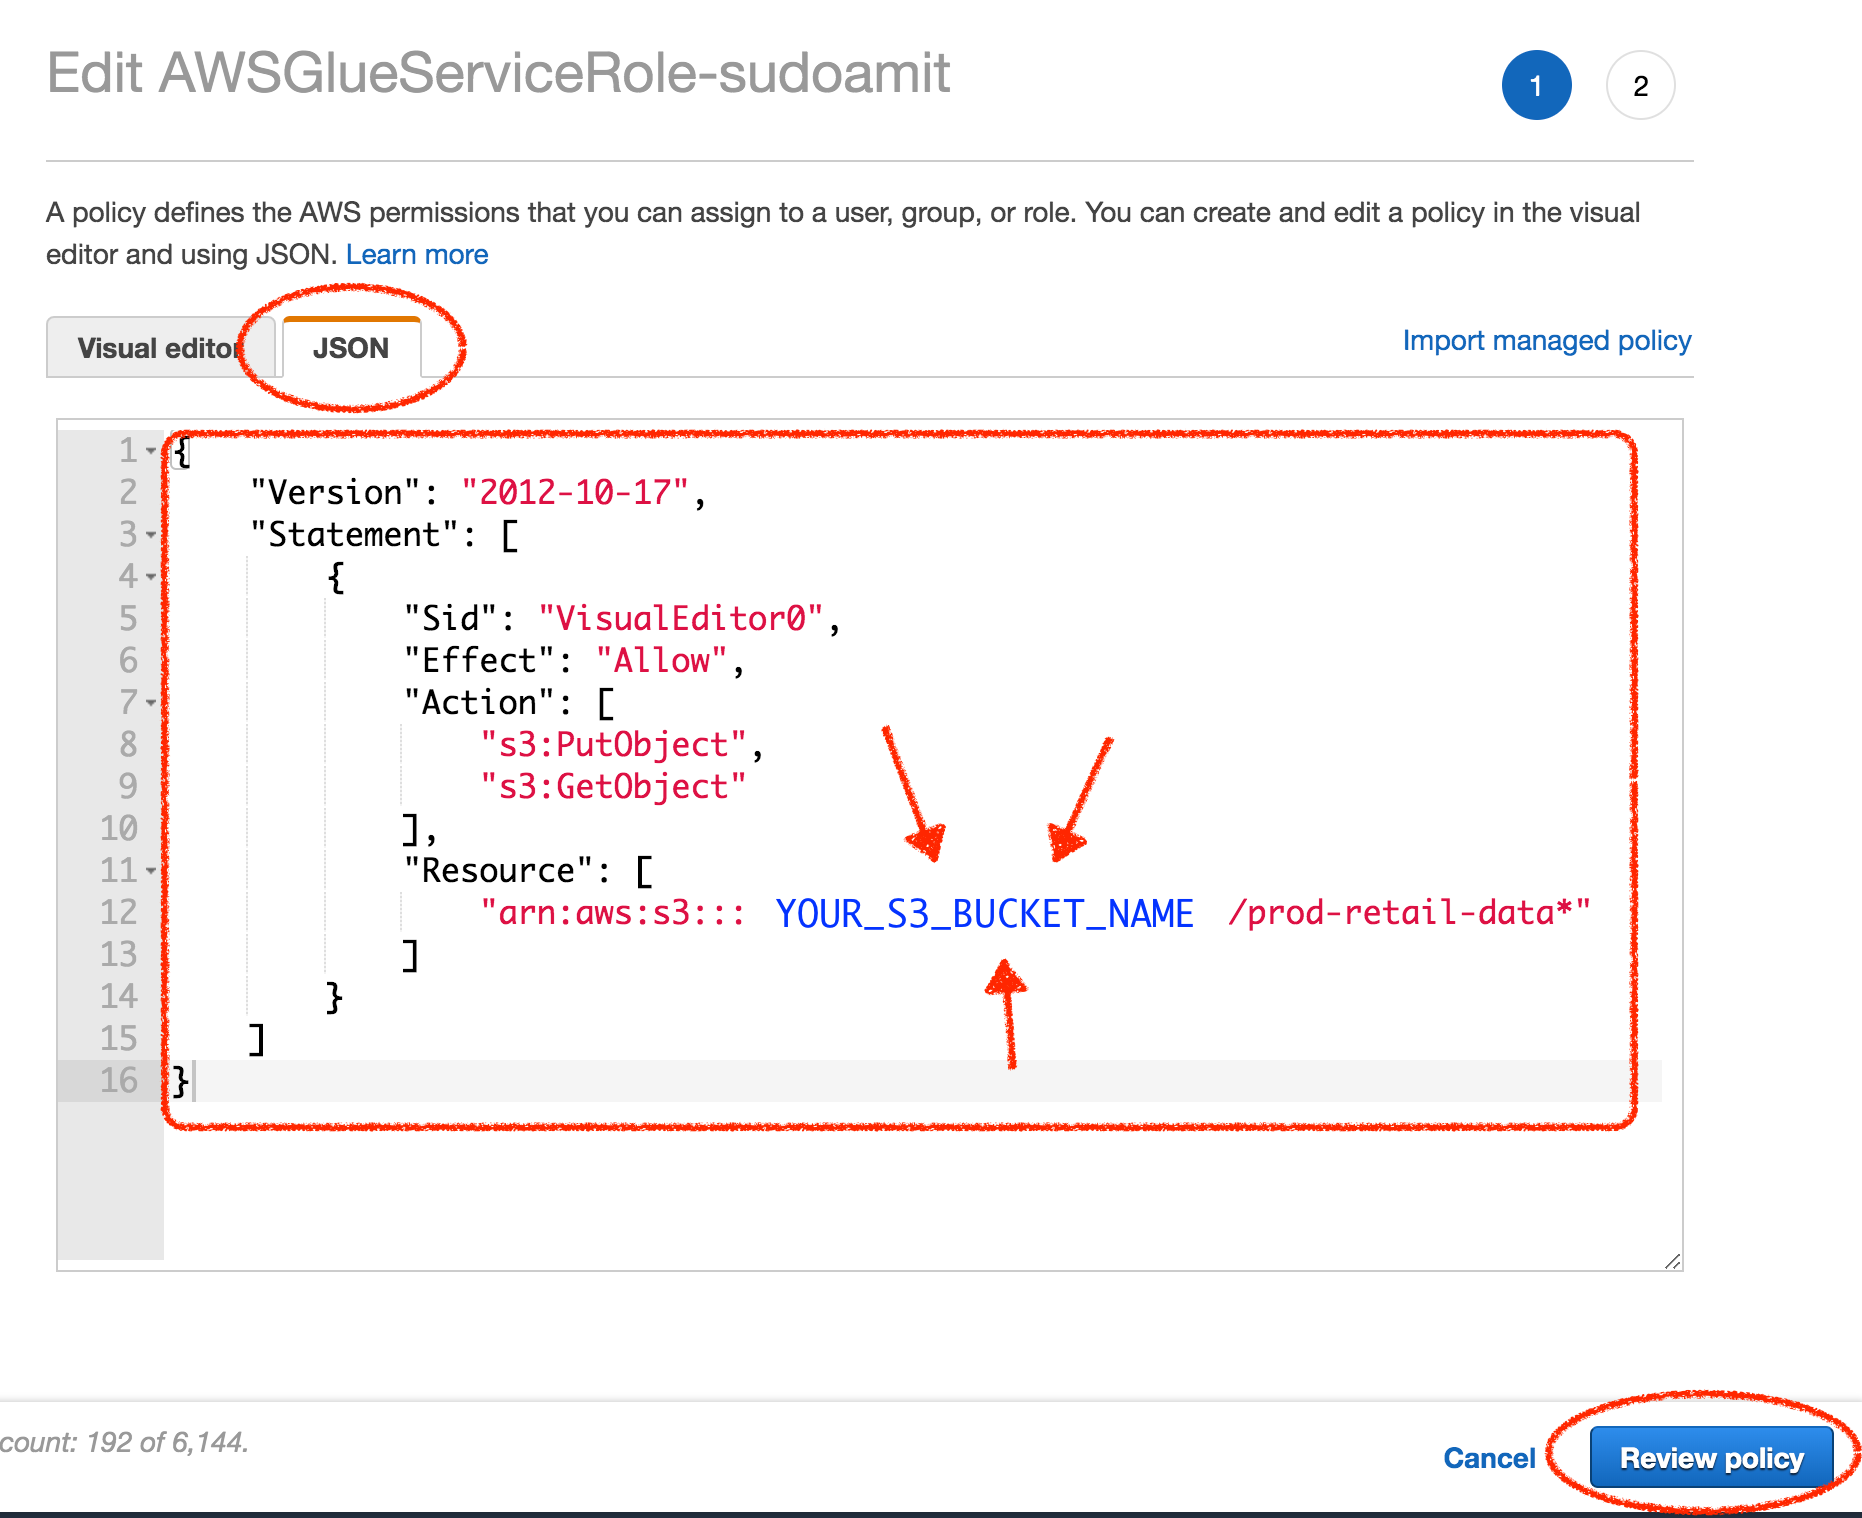 Edit AWSGlueServiceRole-sudoamit
1
2
A policy defines the AWS permissions that you can assign to a user, group, or role. You can create and edit a policy in the visual
editor and using JSON. Learn more
Visual editor
JSON
Import managed policy
1 {
2 "Version": "2012-10-17",
3 "Statement": [
4 {
5 "Sid": "VisualEditor0",
6 "Effect": "Allow",
7 "Action": [
8 "s3:PutObject",
9 "s3:GetObject"
10 ],
11 "Resource": [
12 "arn:aws:s3::: YOUR_S3_BUCKET_NAME /prod-retail-data*"
13 ]
14 }
15 ]
16 }
count: 192 of 6,144.
Cancel
Review policy